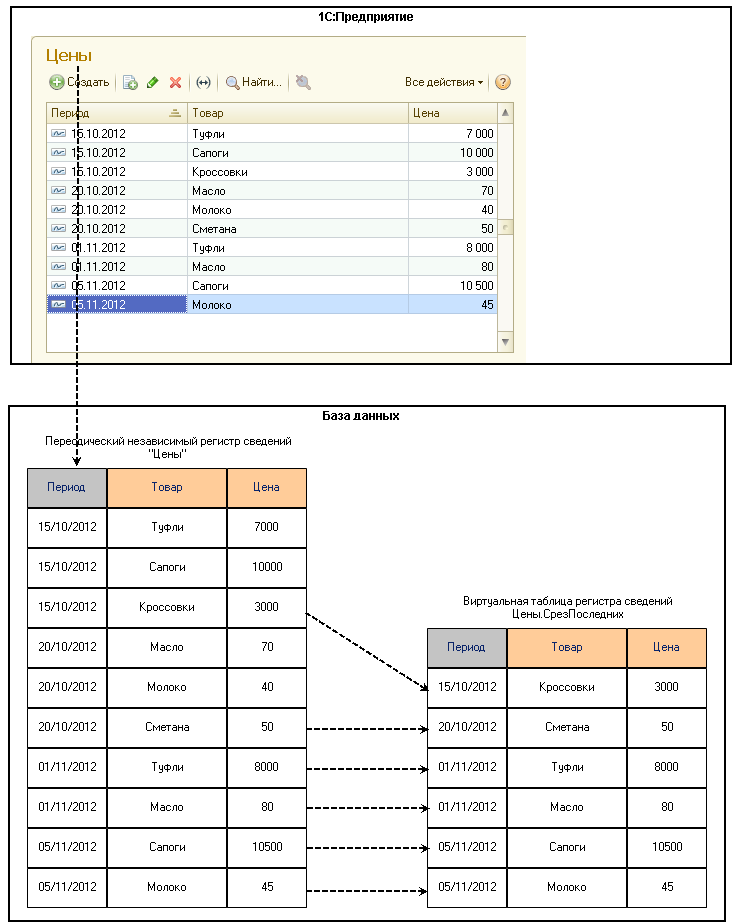 1С:Предприятие
Цены
Создать Найти... Все действия ?
Период Товар Цена
15.10.2012 Туфли 7 000
15.10.2012 Сапоги 10 000
15.10.2012 Кроссовки 3 000
20.10.2012 Масло 70
20.10.2012 Молоко 40
20.10.2012 Сметана 50
01.11.2012 Туфли 8 000
01.11.2012 Масло 80
05.11.2012 Сапоги 10 500
05.11.2012 Молоко 45
База данных
Периодический независимый регистр сведений
"Цены"
Период Товар Цена
15/10/2012 Туфли 7000
15/10/2012 Сапоги 10000
15/10/2012 Кроссовки 3000
20/10/2012 Масло 70
20/10/2012 Молоко 40
20/10/2012 Сметана 50
01/11/2012 Туфли 8000
01/11/2012 Масло 80
05/11/2012 Сапоги 10500
05/11/2012 Молоко 45
Виртуальная таблица регистра сведений
Цены.СрезПоследних
Период Товар Цена
15/10/2012 Кроссовки 3000
20/10/2012 Сметана 50
01/11/2012 Туфли 8000
01/11/2012 Масло 80
05/11/2012 Сапоги 10500
05/11/2012 Молоко 45